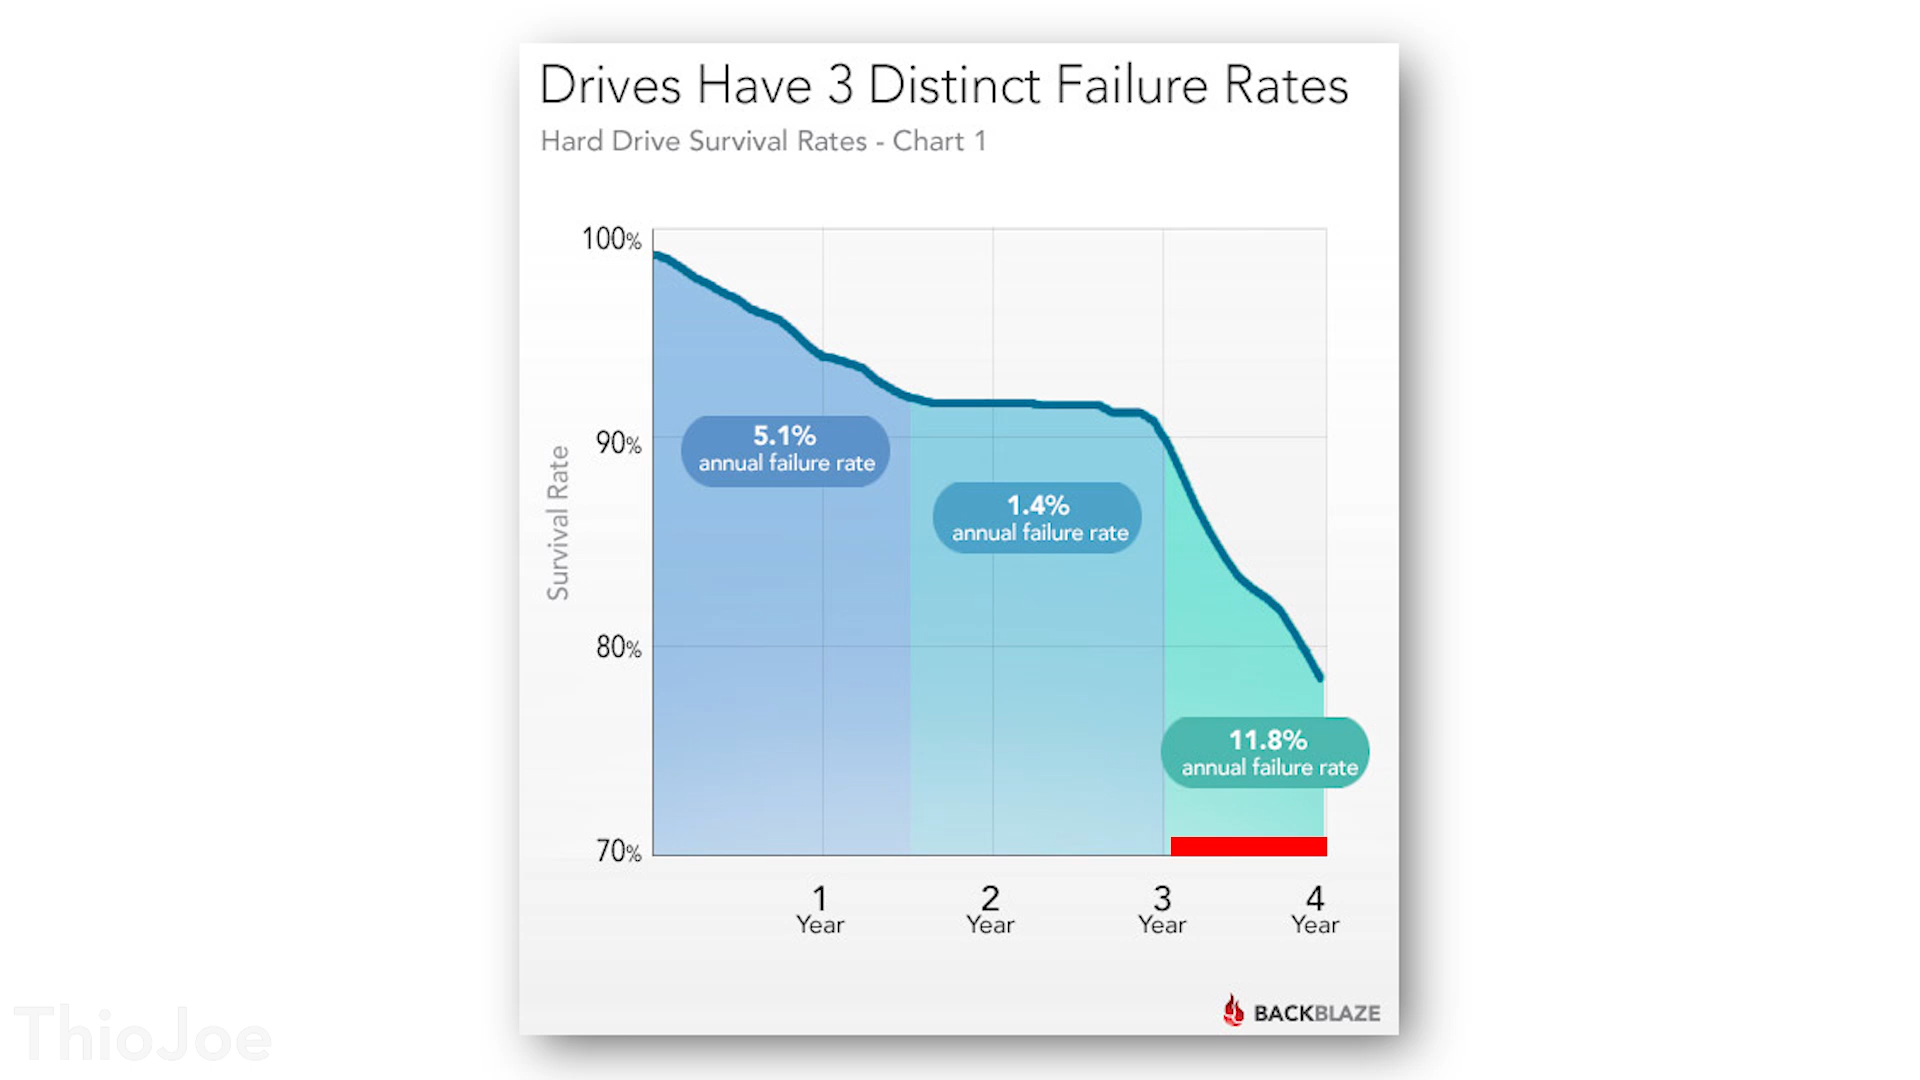 Drives Have 3 Distinct Failure Rates
Hard Drive Survival Rates - Chart 1
100%
90%
80%
70%
Survival Rate
5.1%
annual failure rate
1.4%
annual failure rate
11.8%
annual failure rate
1 2 3 4
Year Year Year Year
BACKBLAZE
ThioJoe